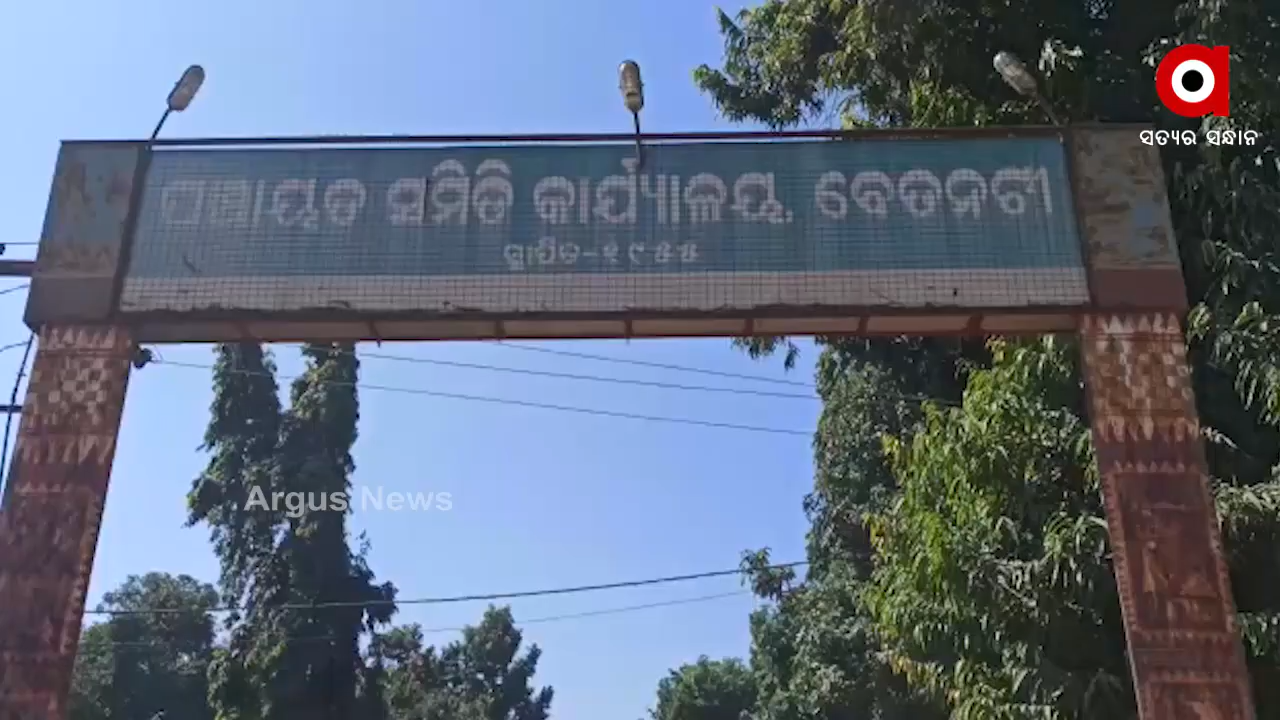 ପଞ୍ଚାୟତ ସମିତି କାର୍ଯ୍ୟାଳୟ, ବେତନଟୀ
ସ୍ଥାପିତ-୧୯୫୫
ସତ୍ୟର ସନ୍ଧାନ
Argus News